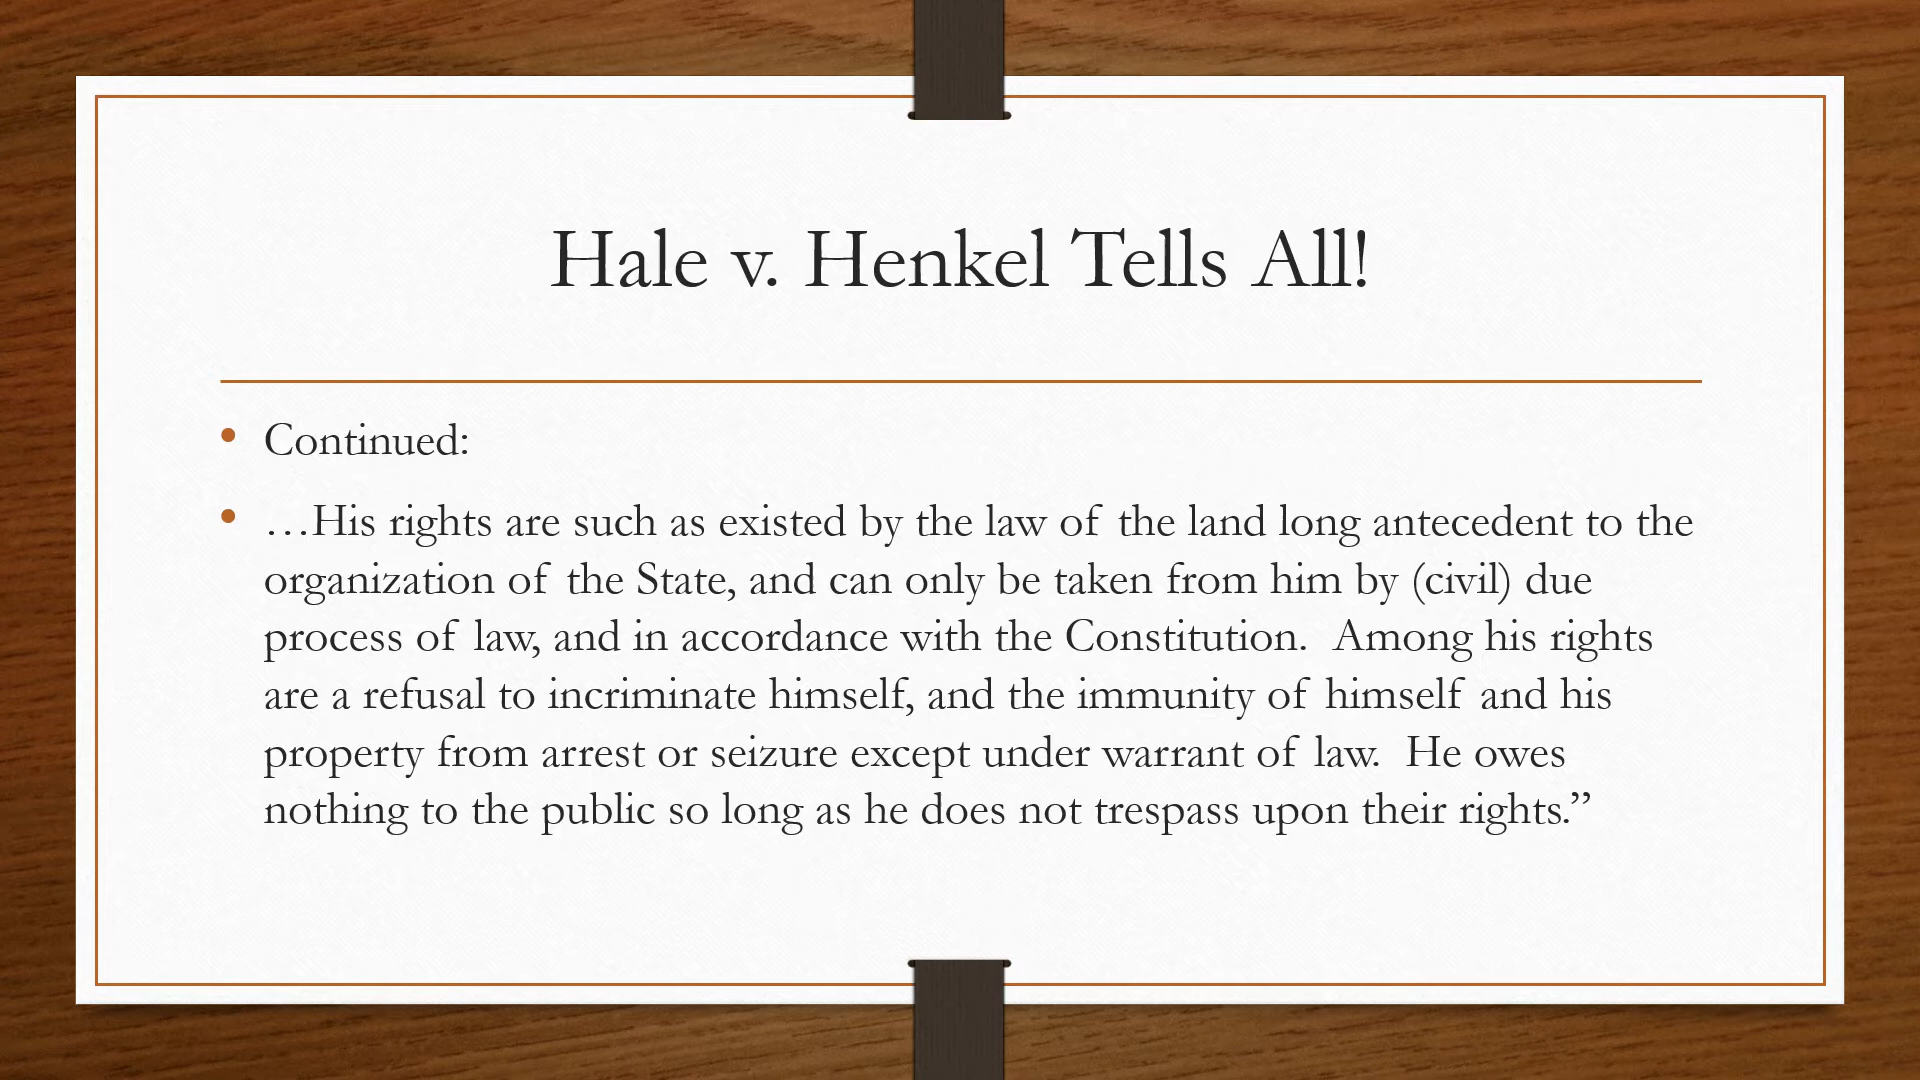 Hale v. Henkel Tells All!
• Continued:
• …His rights are such as existed by the law of the land long antecedent to the
organization of the State, and can only be taken from him by (civil) due
process of law, and in accordance with the Constitution.  Among his rights
are a refusal to incriminate himself, and the immunity of himself and his
property from arrest or seizure except under warrant of law.  He owes
nothing to the public so long as he does not trespass upon their rights.”